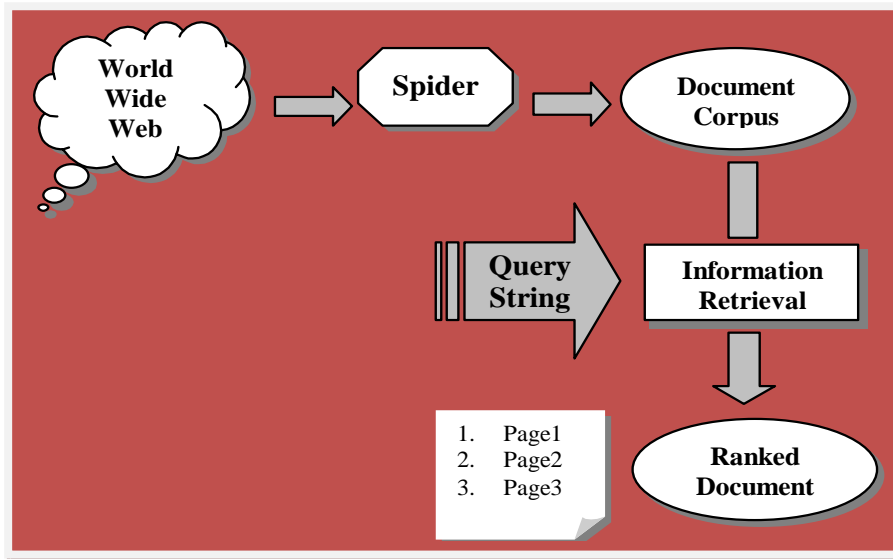 World
Wide
Web
Spider
Document
Corpus
Query
String
Information
Retrieval
1. Page1
2. Page2
3. Page3
Ranked
Document